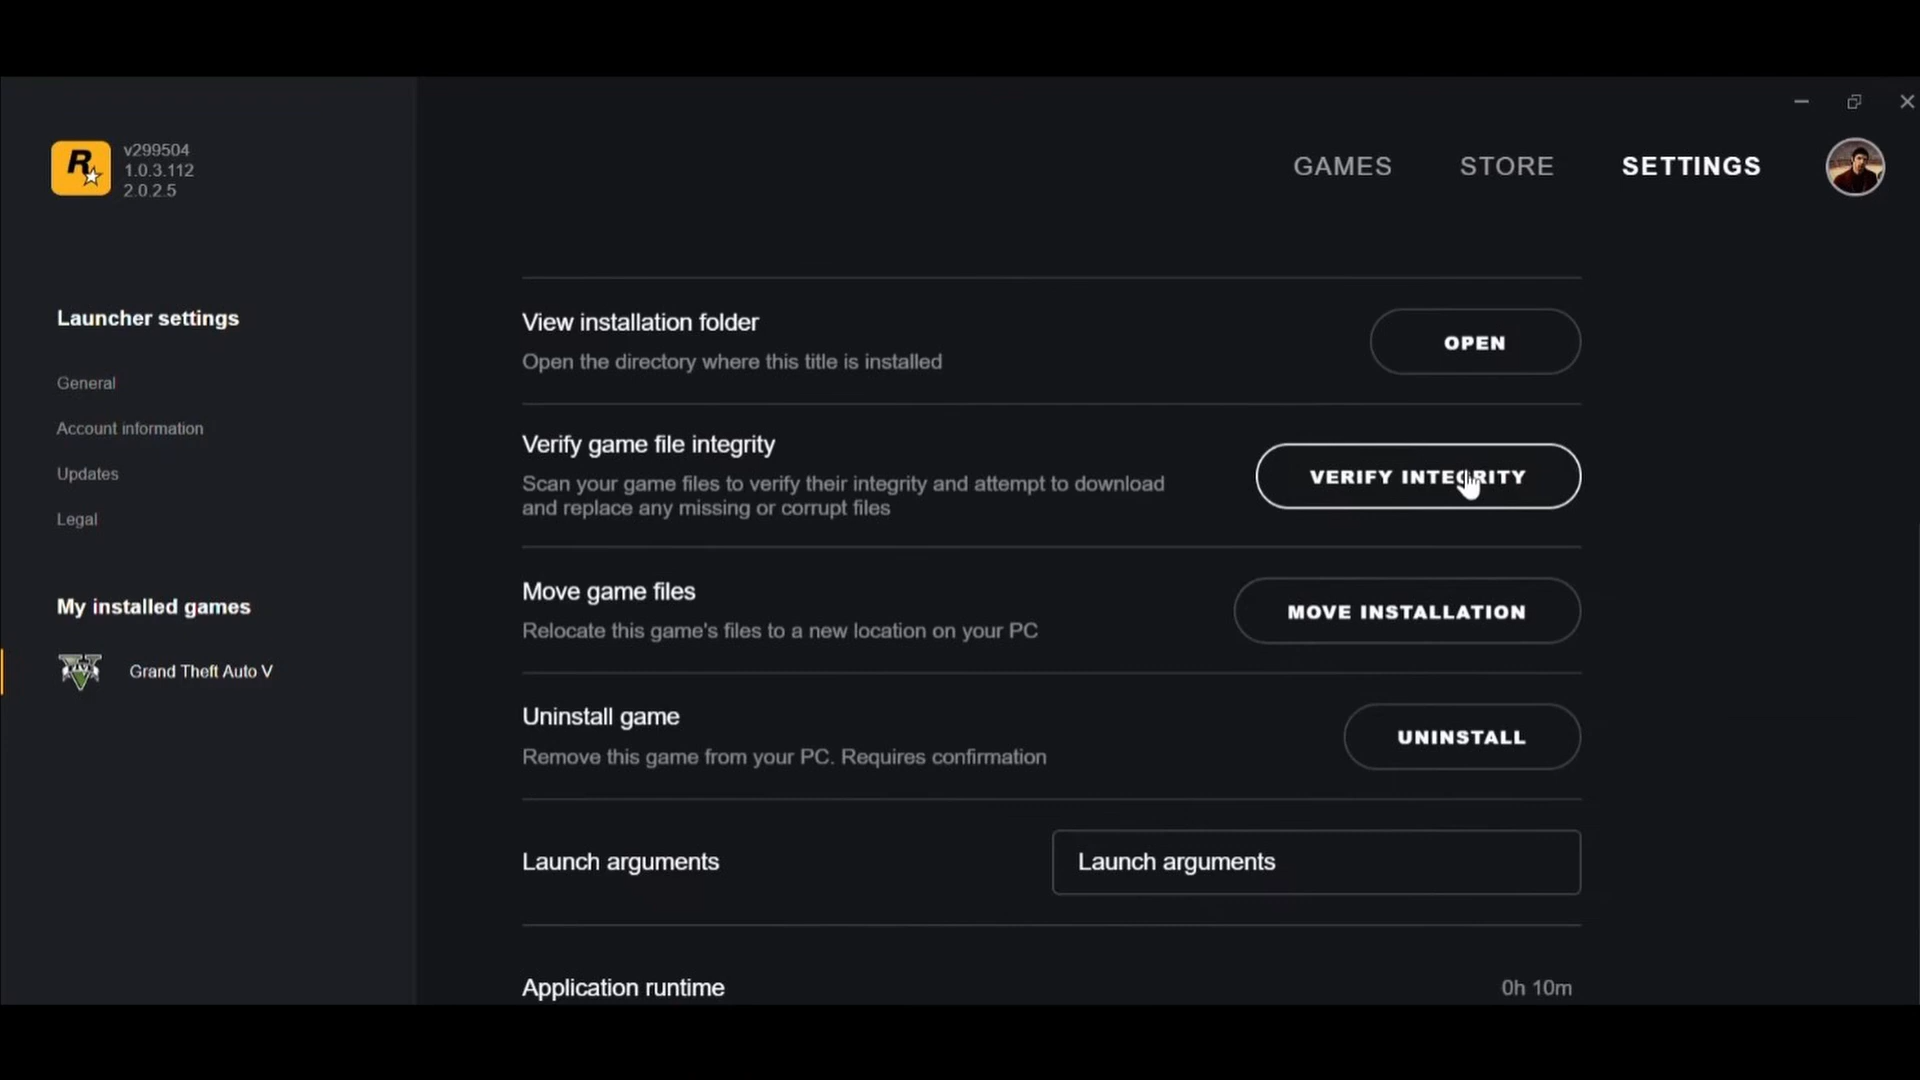 v299504
1.0.3.112
2.0.2.5
GAMES STORE SETTINGS
Launcher settings
General
Account information
Updates
Legal
My installed games
Grand Theft Auto V
View installation folder
Open the directory where this title is installed
OPEN
Verify game file integrity
Scan your game files to verify their integrity and attempt to download
and replace any missing or corrupt files
VERIFY INTEGRITY
Move game files
Relocate this game's files to a new location on your PC
MOVE INSTALLATION
Uninstall game
Remove this game from your PC. Requires confirmation
UNINSTALL
Launch arguments
Launch arguments
Application runtime
0h 10m